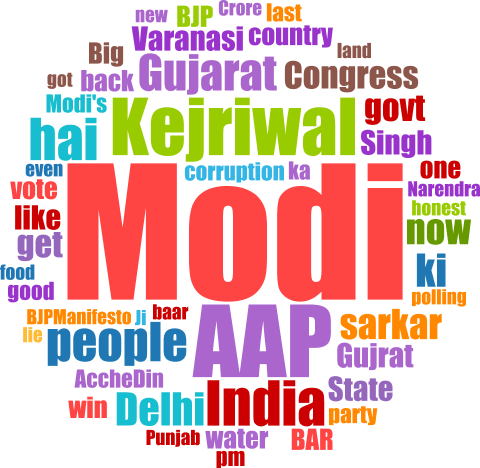 new BJP Crore last
Varanasi country
Big land
got back Gujarat Congress
Modi's Kejriwal govt
hai Singh
even corruption ka one
vote Modi Narendra
like honest
get now
food ki
good polling
BJPManifesto Ji baar
lie people AAP sarkar
Gujrat
AccheDin State
win Delhi India party
Punjab water BAR
pm